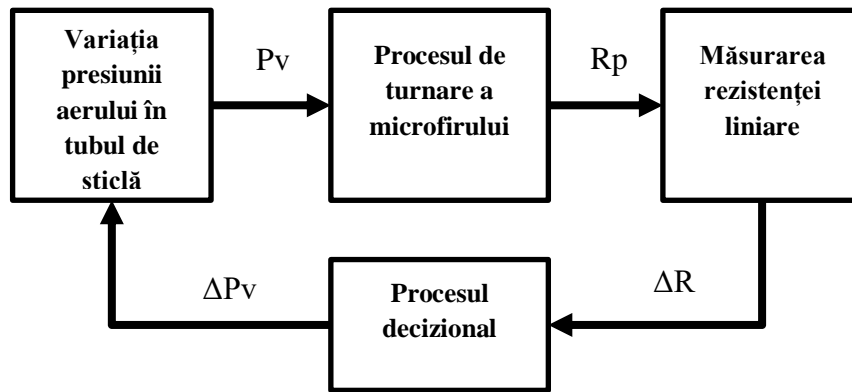 Variația
presiunii
aerului în
tubul de
sticlă
Pv
Procesul de
turnare a
microfirului
Rp
Măsurarea
rezistenței
liniare
ΔPv
Procesul
decizional
ΔR